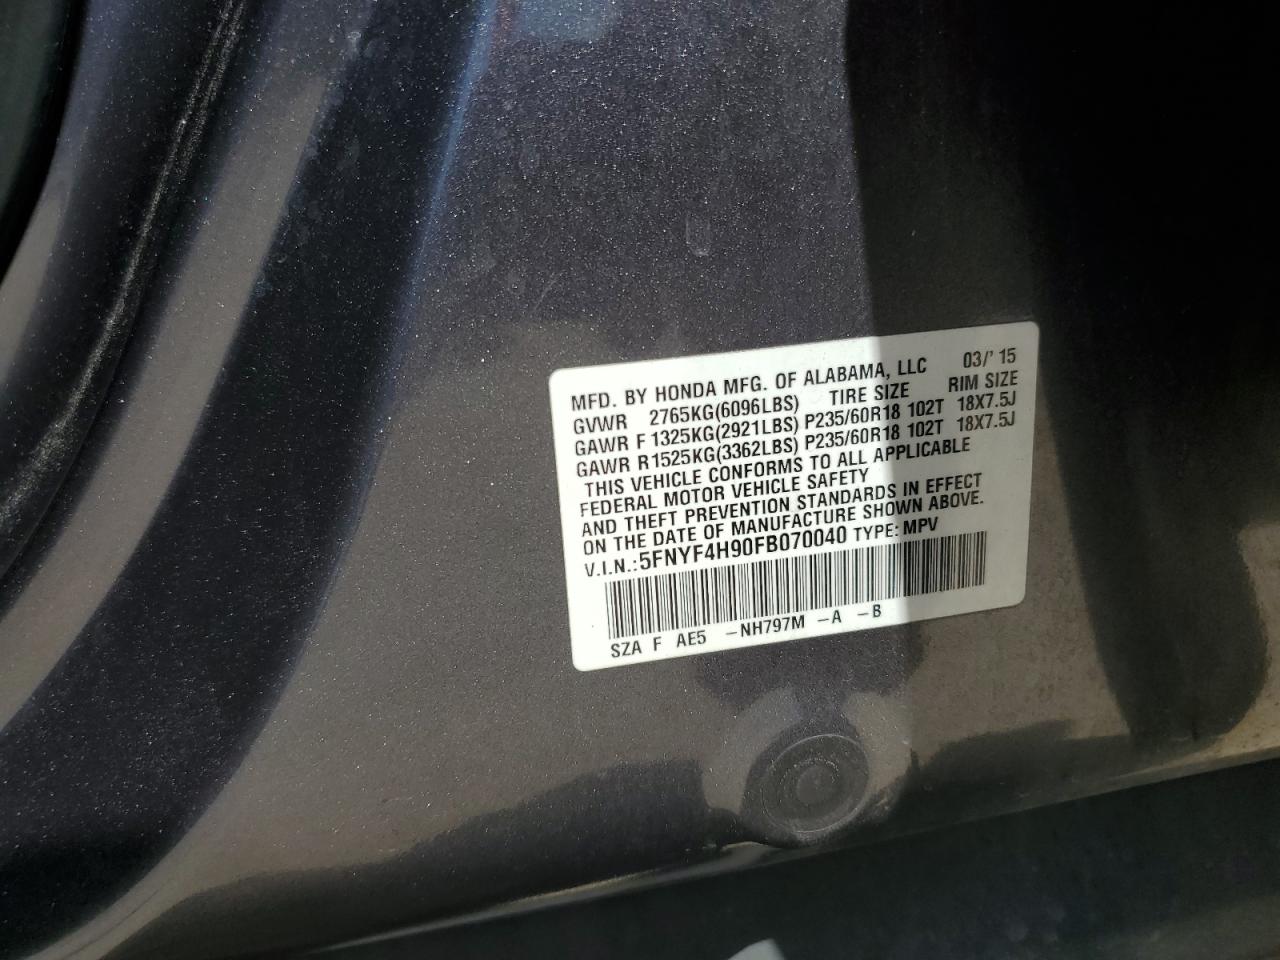 MFD. BY HONDA MFG. OF ALABAMA, LLC 03/' 15
GVWR 2765KG(6096LBS) TIRE SIZE RIM SIZE
GAWR F 1325KG(2921LBS) P235/60R18 102T 18X7.5J
GAWR R 1525KG(3362LBS) P235/60R18 102T 18X7.5J
THIS VEHICLE CONFORMS TO ALL APPLICABLE
FEDERAL MOTOR VEHICLE SAFETY
AND THEFT PREVENTION STANDARDS IN EFFECT
ON THE DATE OF MANUFACTURE SHOWN ABOVE.
V.I.N.:5FNYF4H90FB070040 TYPE: MPV
SZA F AE5 -NH797M -A -B